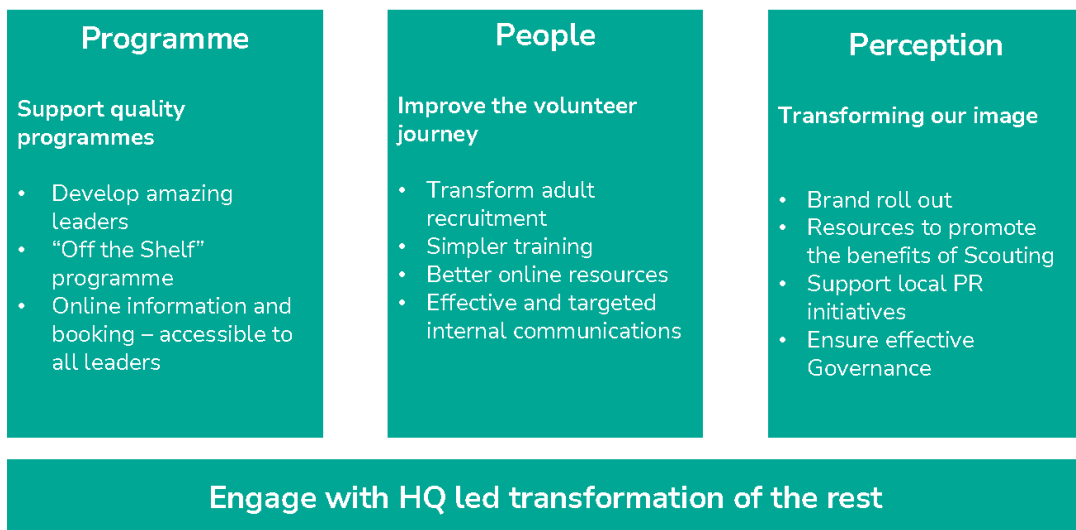 Programme
Support quality
programmes
• Develop amazing
leaders
• “Off the Shelf”
programme
• Online information and
booking – accessible to
all leaders
People
Improve the volunteer
journey
• Transform adult
recruitment
• Simpler training
• Better online resources
• Effective and targeted
internal communications
Perception
Transforming our image
• Brand roll out
• Resources to promote
the benefits of Scouting
• Support local PR
initiatives
• Ensure effective
Governance
Engage with HQ led transformation of the rest